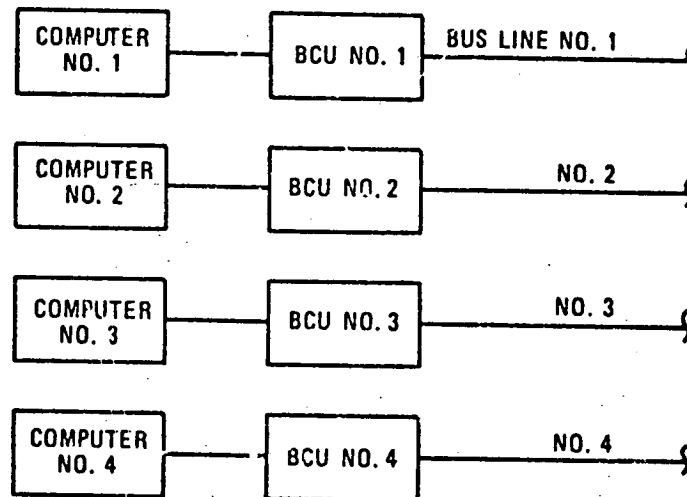 COMPUTER
NO. 1
BCU NO. 1
BUS LINE NO. 1
COMPUTER
NO. 2
BCU NO. 2
NO. 2
COMPUTER
NO. 3
BCU NO. 3
NO. 3
COMPUTER
NO. 4
BCU NO. 4
NO. 4